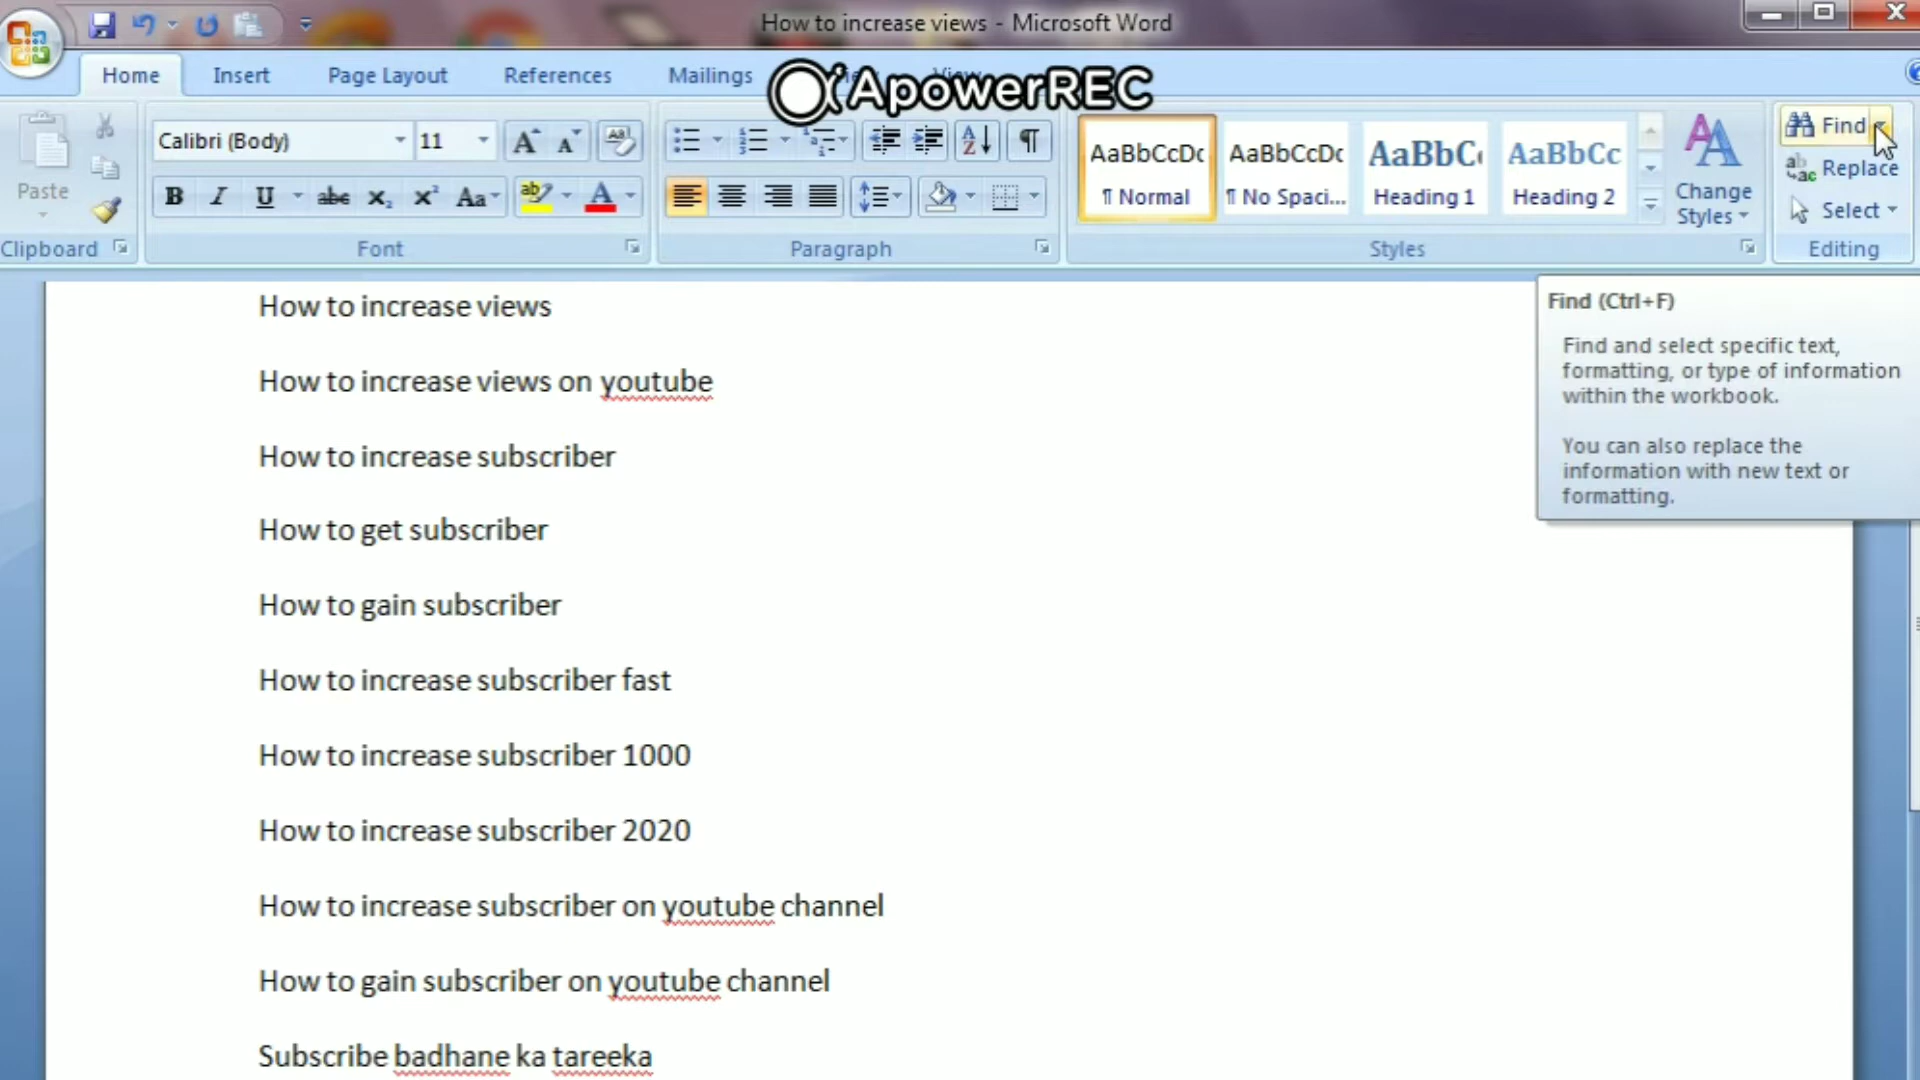 How to increase views - Microsoft Word
Home Insert Page Layout References Mailings
ApowerREC
Paste
Clipboard
Calibri (Body) 11
B I U abc X₂ X² Aa ab A
Font
Paragraph
AaBbCcDc AaBbCcDc AaBbC AaBbCc
¶ Normal ¶ No Spaci... Heading 1 Heading 2
Change
Styles
Styles
Find
Replace
Select
Editing
Find (Ctrl+F)
Find and select specific text,
formatting, or type of information
within the workbook.
You can also replace the
information with new text or
formatting.
How to increase views
How to increase views on youtube
How to increase subscriber
How to get subscriber
How to gain subscriber
How to increase subscriber fast
How to increase subscriber 1000
How to increase subscriber 2020
How to increase subscriber on youtube channel
How to gain subscriber on youtube channel
Subscribe badhane ka tareeka